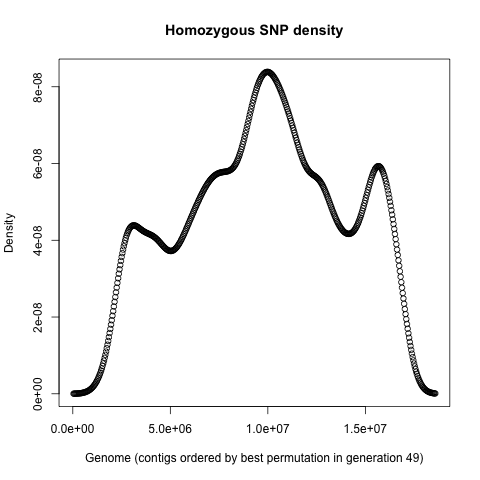 Homozygous SNP density
Density
8e-08
6e-08
4e-08
2e-08
0e+00
0.0e+00 5.0e+06 1.0e+07 1.5e+07
Genome (contigs ordered by best permutation in generation 49)